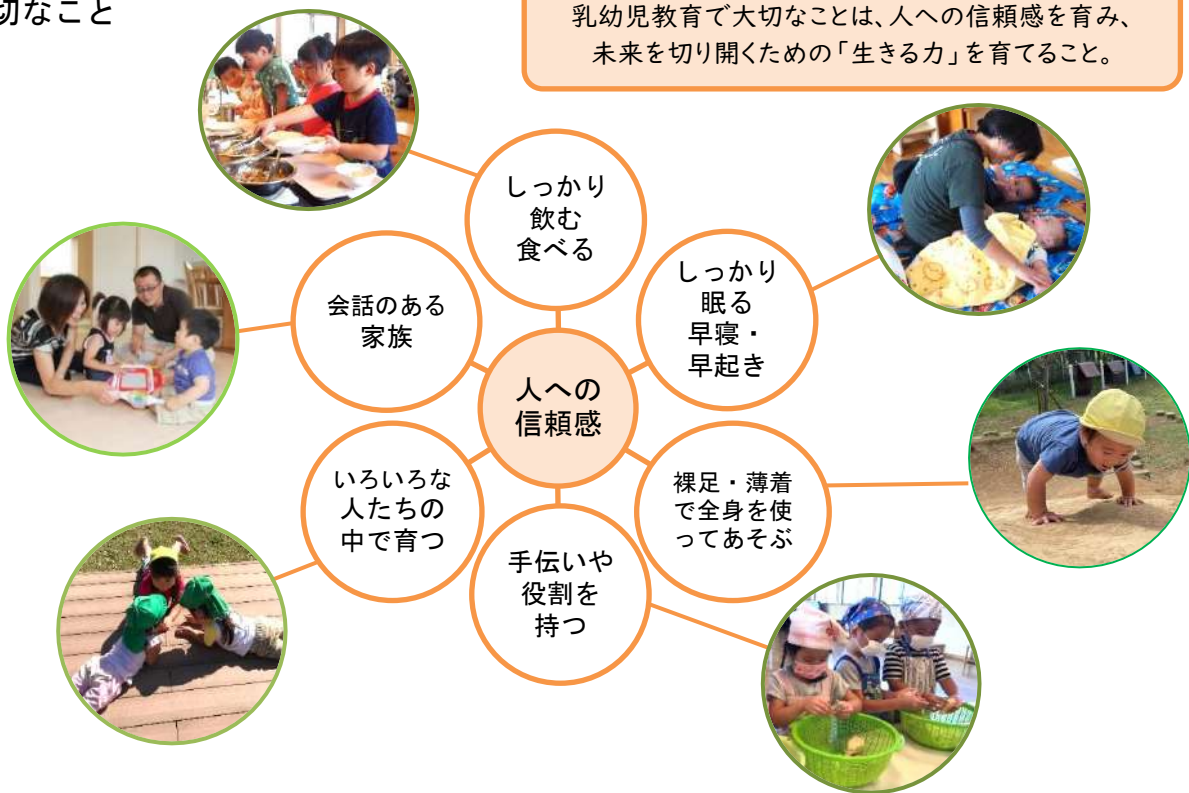 切なこと
乳幼児教育で大切なことは、人への信頼感を育み、
未来を切り開くための「生きる力」を育てること。
しっかり
飲む
食べる
しっかり
眠る
早寝・
早起き
会話のある
家族
人への
信頼感
いろいろな
人たちの
中で育つ
裸足・薄着
で全身を使
ってあそぶ
手伝いや
役割を
持つ